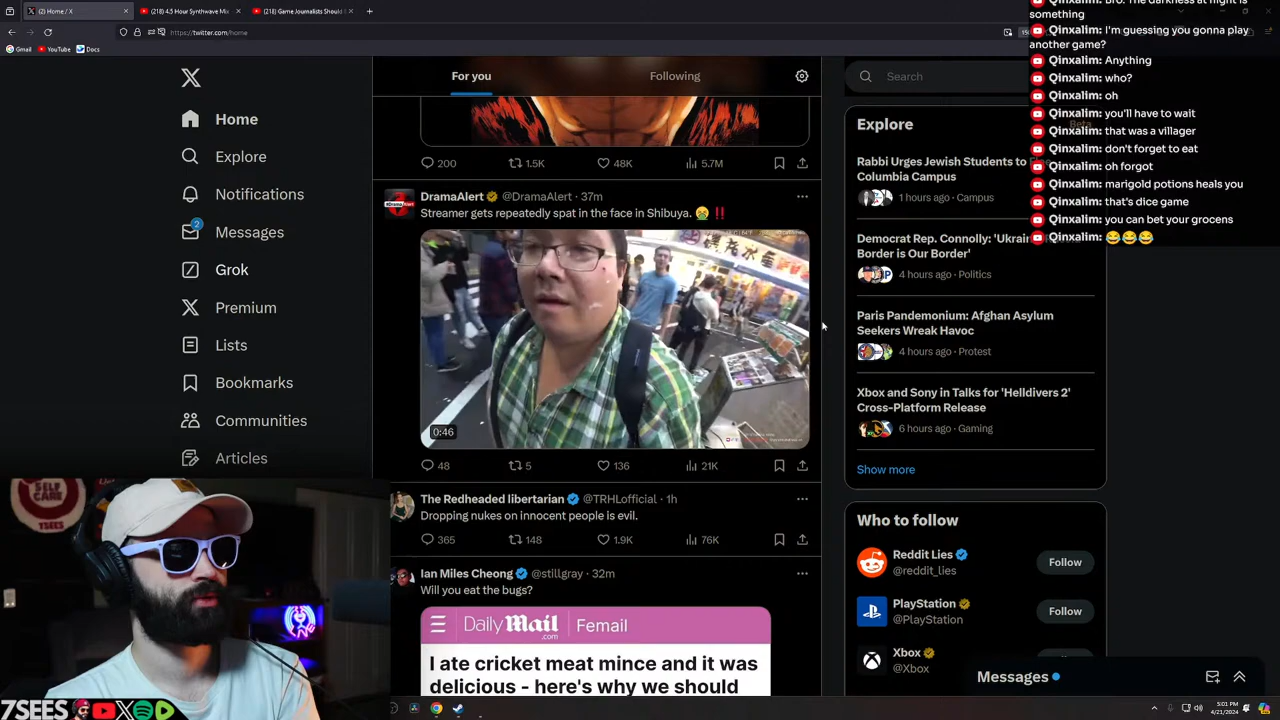 (2) Home / X
(218) 4.5 Hour Synthwave Mix
(218) Game Journalists Should
https://twitter.com/home
Gmail
YouTube
Docs
Home
Explore
Notifications
2
Messages
Grok
Premium
Lists
Bookmarks
Communities
Articles
For you
Following
200
1.5K
48K
5.7M
DramaAlert @DramaAlert · 37m
Streamer gets repeatedly spat in the face in Shibuya. 🤮 ‼️
0:46
48
5
136
21K
The Redheaded libertarian @TRHLofficial · 1h
Dropping nukes on innocent people is evil.
365
148
1.9K
76K
Ian Miles Cheong @stillgray · 32m
Will you eat the bugs?
Daily Mail.com
Femail
I ate cricket meat mince and it was
delicious - here's why we should
Search
Explore
Beta
Rabbi Urges Jewish Students to
Columbia Campus
1 hours ago · Campus
Democrat Rep. Connolly: 'Ukrain
Border is Our Border'
4 hours ago · Politics
Paris Pandemonium: Afghan Asylum
Seekers Wreak Havoc
4 hours ago · Protest
Xbox and Sony in Talks for 'Helldivers 2'
Cross-Platform Release
6 hours ago · Gaming
Show more
Who to follow
Reddit Lies
@reddit_lies
Follow
PlayStation
@PlayStation
Follow
Xbox
@Xbox
Messages
Qinxalim: Bro. The darkness at night is
something
Qinxalim: I'm guessing you gonna play
another game?
Qinxalim: Anything
Qinxalim: who?
Qinxalim: oh
Qinxalim: you'll have to wait
Qinxalim: that was a villager
Qinxalim: don't forget to eat
Qinxalim: oh forgot
Qinxalim: marigold potions heals you
Qinxalim: that's dice game
Qinxalim: you can bet your grocens
Qinxalim: 😂😂😂
SELF
CARE
7SEES
7SEES
5:01 PM
4/21/2024